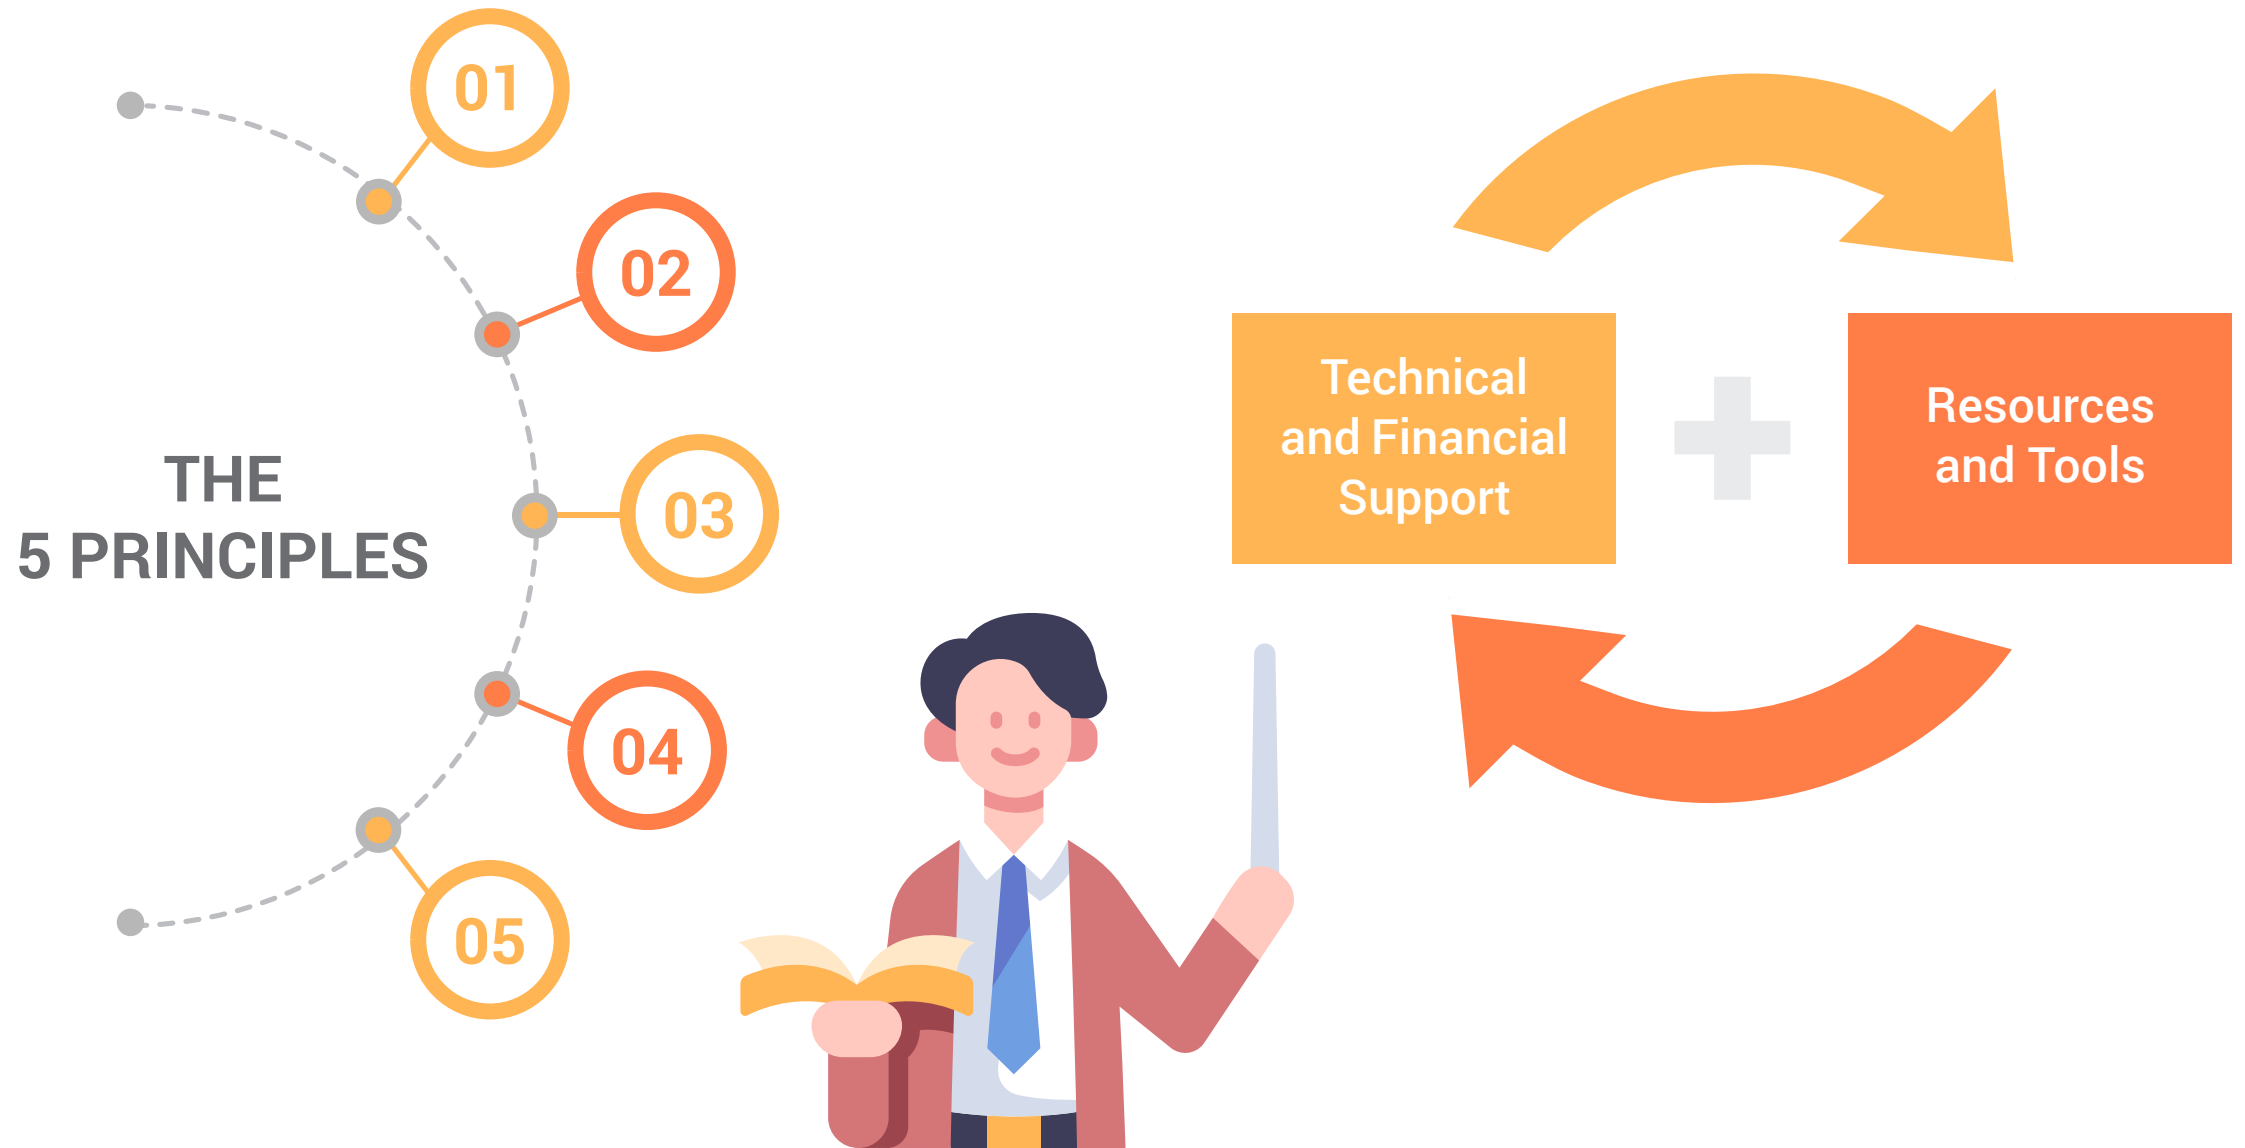 THE
5 PRINCIPLES
01
02
03
04
05
Technical
and Financial
Support
Resources
and Tools